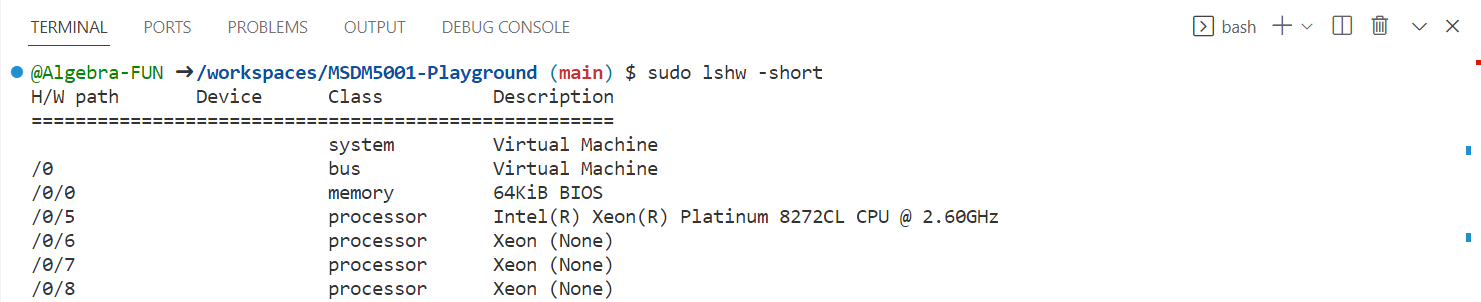 TERMINAL PORTS PROBLEMS OUTPUT DEBUG CONSOLE bash
@Algebra-FUN ➜/workspaces/MSDM5001-Playground (main) $ sudo lshw -short
H/W path       Device      Class          Description
=====================================================
                           system         Virtual Machine
/0                         bus            Virtual Machine
/0/0                       memory         64KiB BIOS
/0/5                       processor      Intel(R) Xeon(R) Platinum 8272CL CPU @ 2.60GHz
/0/6                       processor      Xeon (None)
/0/7                       processor      Xeon (None)
/0/8                       processor      Xeon (None)